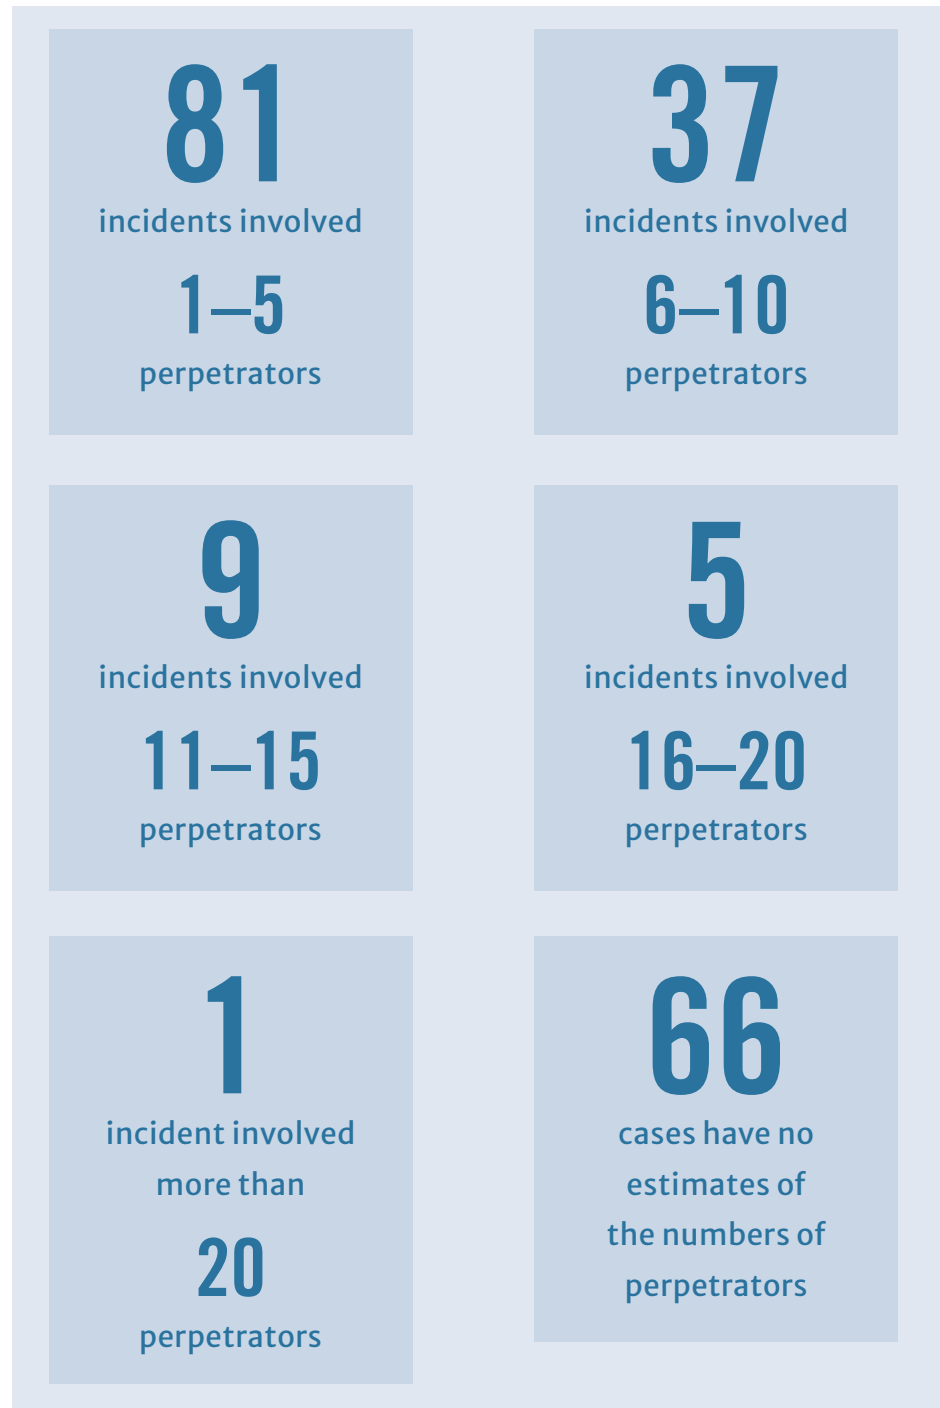 81
incidents involved
1–5
perpetrators
37
incidents involved
6–10
perpetrators
9
incidents involved
11–15
perpetrators
5
incidents involved
16–20
perpetrators
1
incident involved
more than
20
perpetrators
66
cases have no
estimates of
the numbers of
perpetrators